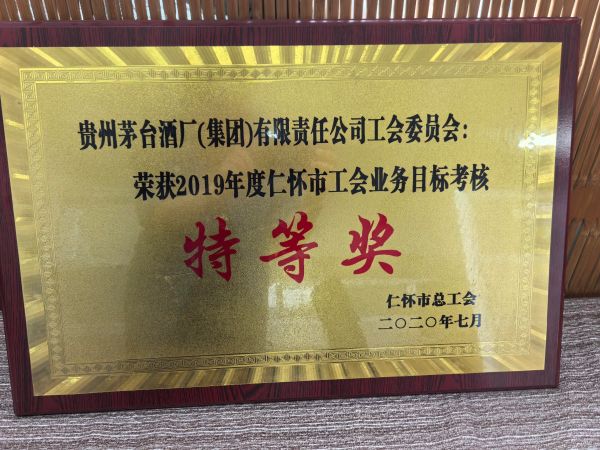 贵州茅台酒厂(集团)有限责任公司工会委员会:
荣获2019年度仁怀市工会业务目标考核
特等奖
仁怀市总工会
二〇二〇年七月